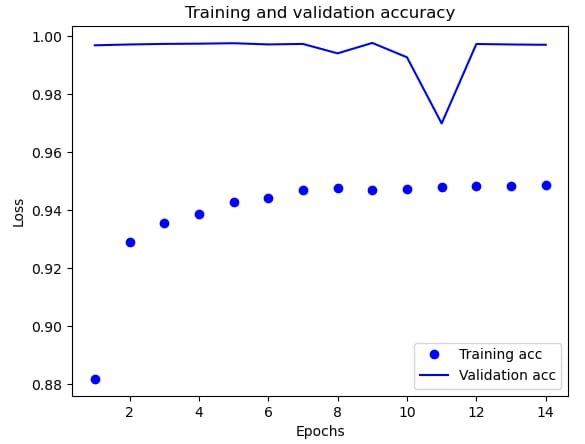 Training and validation accuracy
1.00
0.98
0.96
0.94
0.92
0.90
0.88
Loss
2 4 6 8 10 12 14
Epochs
Training acc
Validation acc